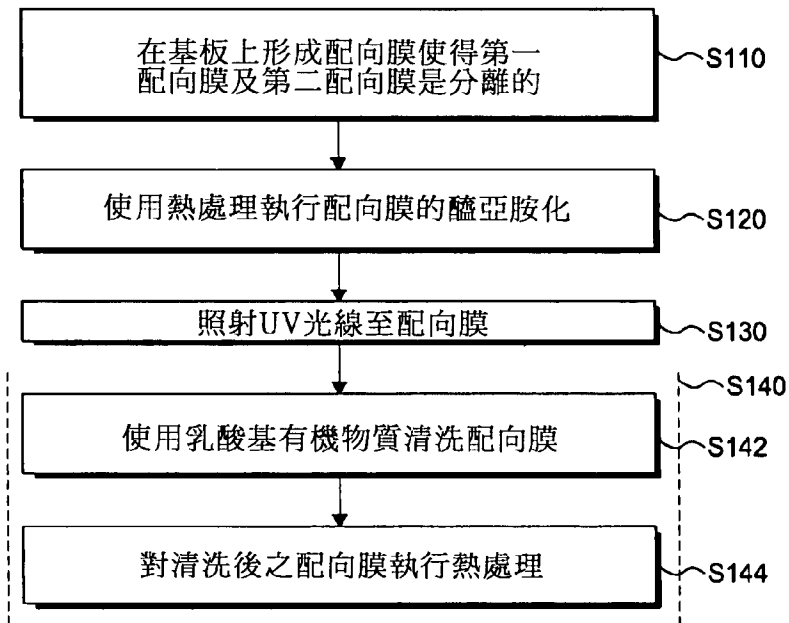 在基板上形成配向膜使得第一
配向膜及第二配向膜是分離的
S110
使用熱處理執行配向膜的醯亞胺化
S120
照射UV光線至配向膜
S130
S140
使用乳酸基有機物質清洗配向膜
S142
對清洗後之配向膜執行熱處理
S144